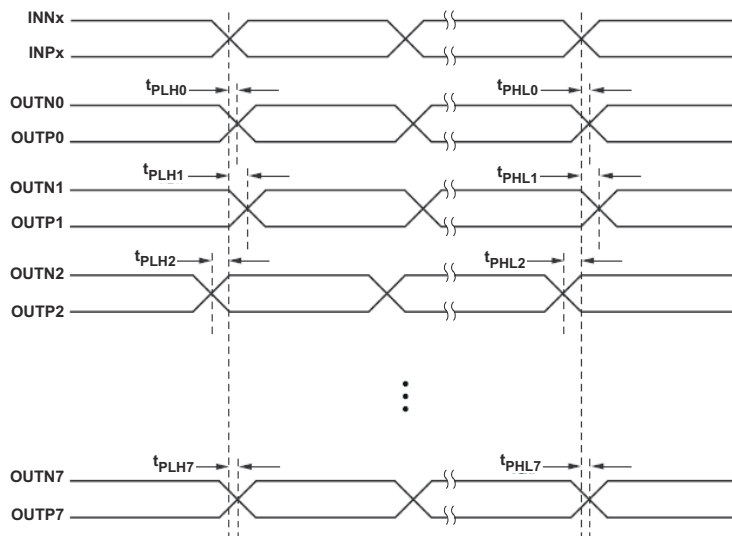 INNx
INPx
tPLH0 tPHL0
OUTN0
OUTP0
tPLH1 tPHL1
OUTN1
OUTP1
tPLH2 tPHL2
OUTN2
OUTP2
tPLH7 tPHL7
OUTN7
OUTP7